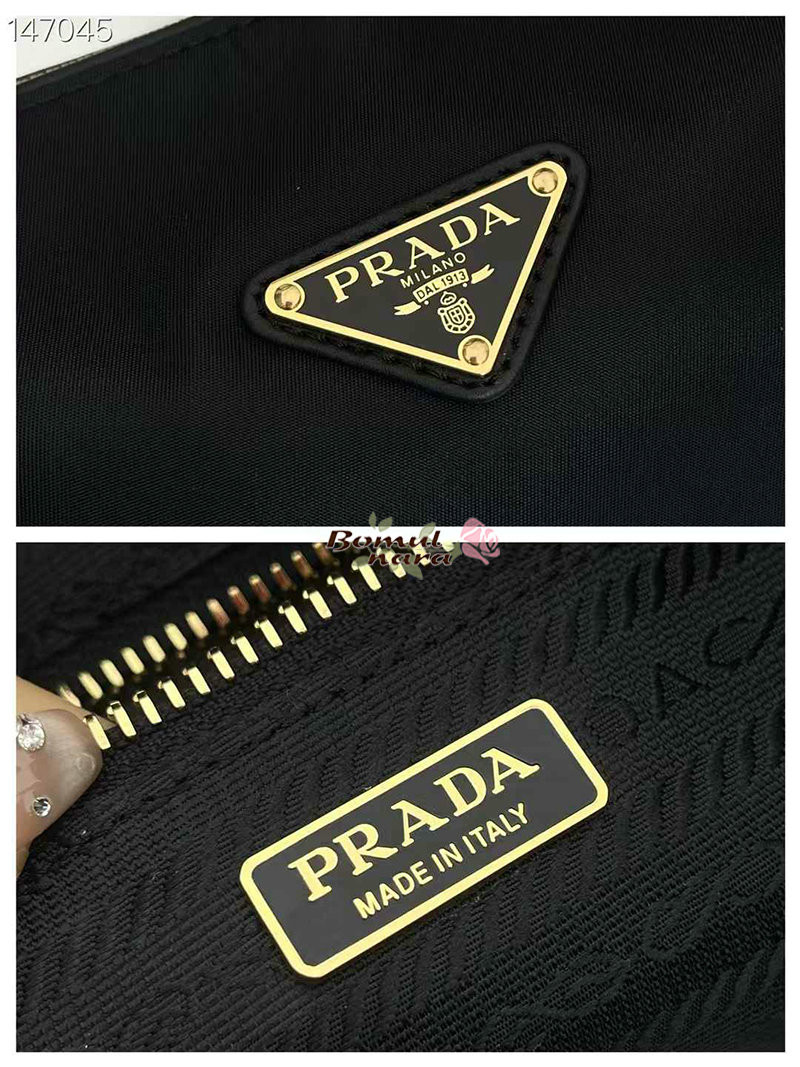 147045
PRADA
MILANO
DAL 1913
Bomul
nara
PRADA
MADE IN ITALY